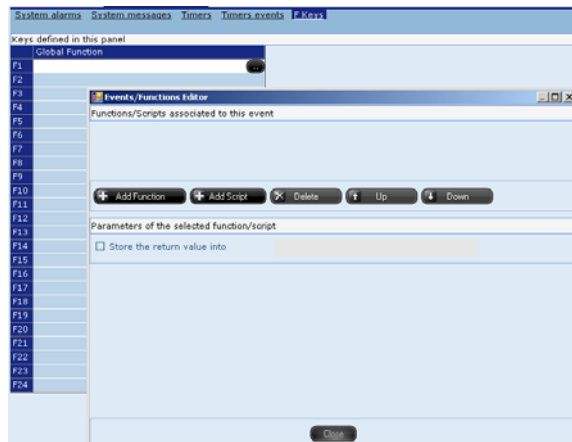 System alarms System messages Timers Timers events F Keys
Keys defined in this panel
Global Function
F1 ...
F2
F3
Events/Functions Editor
F4
Functions/Scripts associated to this event
F5
F6
F7
F8
F9
F10
Add Function Add Script Delete Up Down
F11
F12
Parameters of the selected function/script
F13
F14
Store the return value into
F15
F16
F17
F18
F19
F20
F21
F22
F23
F24
Close